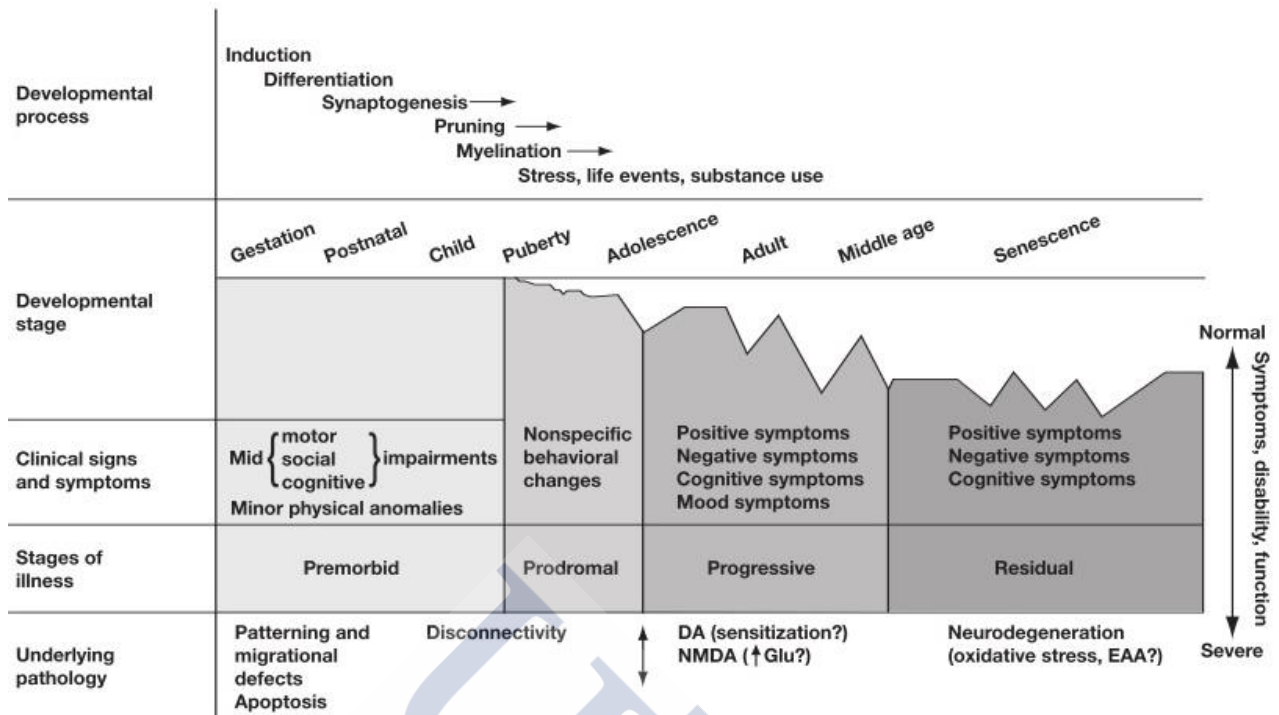 Developmental
process
Induction
Differentiation
Synaptogenesis
Pruning
Myelination
Stress, life events, substance use
Developmental
stage
Gestation
Postnatal
Child
Puberty
Adolescence
Adult
Middle age
Senescence
Clinical signs
and symptoms
Mid { motor
social
cognitive } impairments
Minor physical anomalies
Nonspecific
behavioral
changes
Positive symptoms
Negative symptoms
Cognitive symptoms
Mood symptoms
Positive symptoms
Negative symptoms
Cognitive symptoms
Stages of
illness
Premorbid
Prodromal
Progressive
Residual
Underlying
pathology
Patterning and
migrational
defects
Apoptosis
Disconnectivity
DA (sensitization?)
NMDA (↑Glu?)
Neurodegeneration
(oxidative stress, EAA?)
Normal
Symptoms, disability, function
Severe